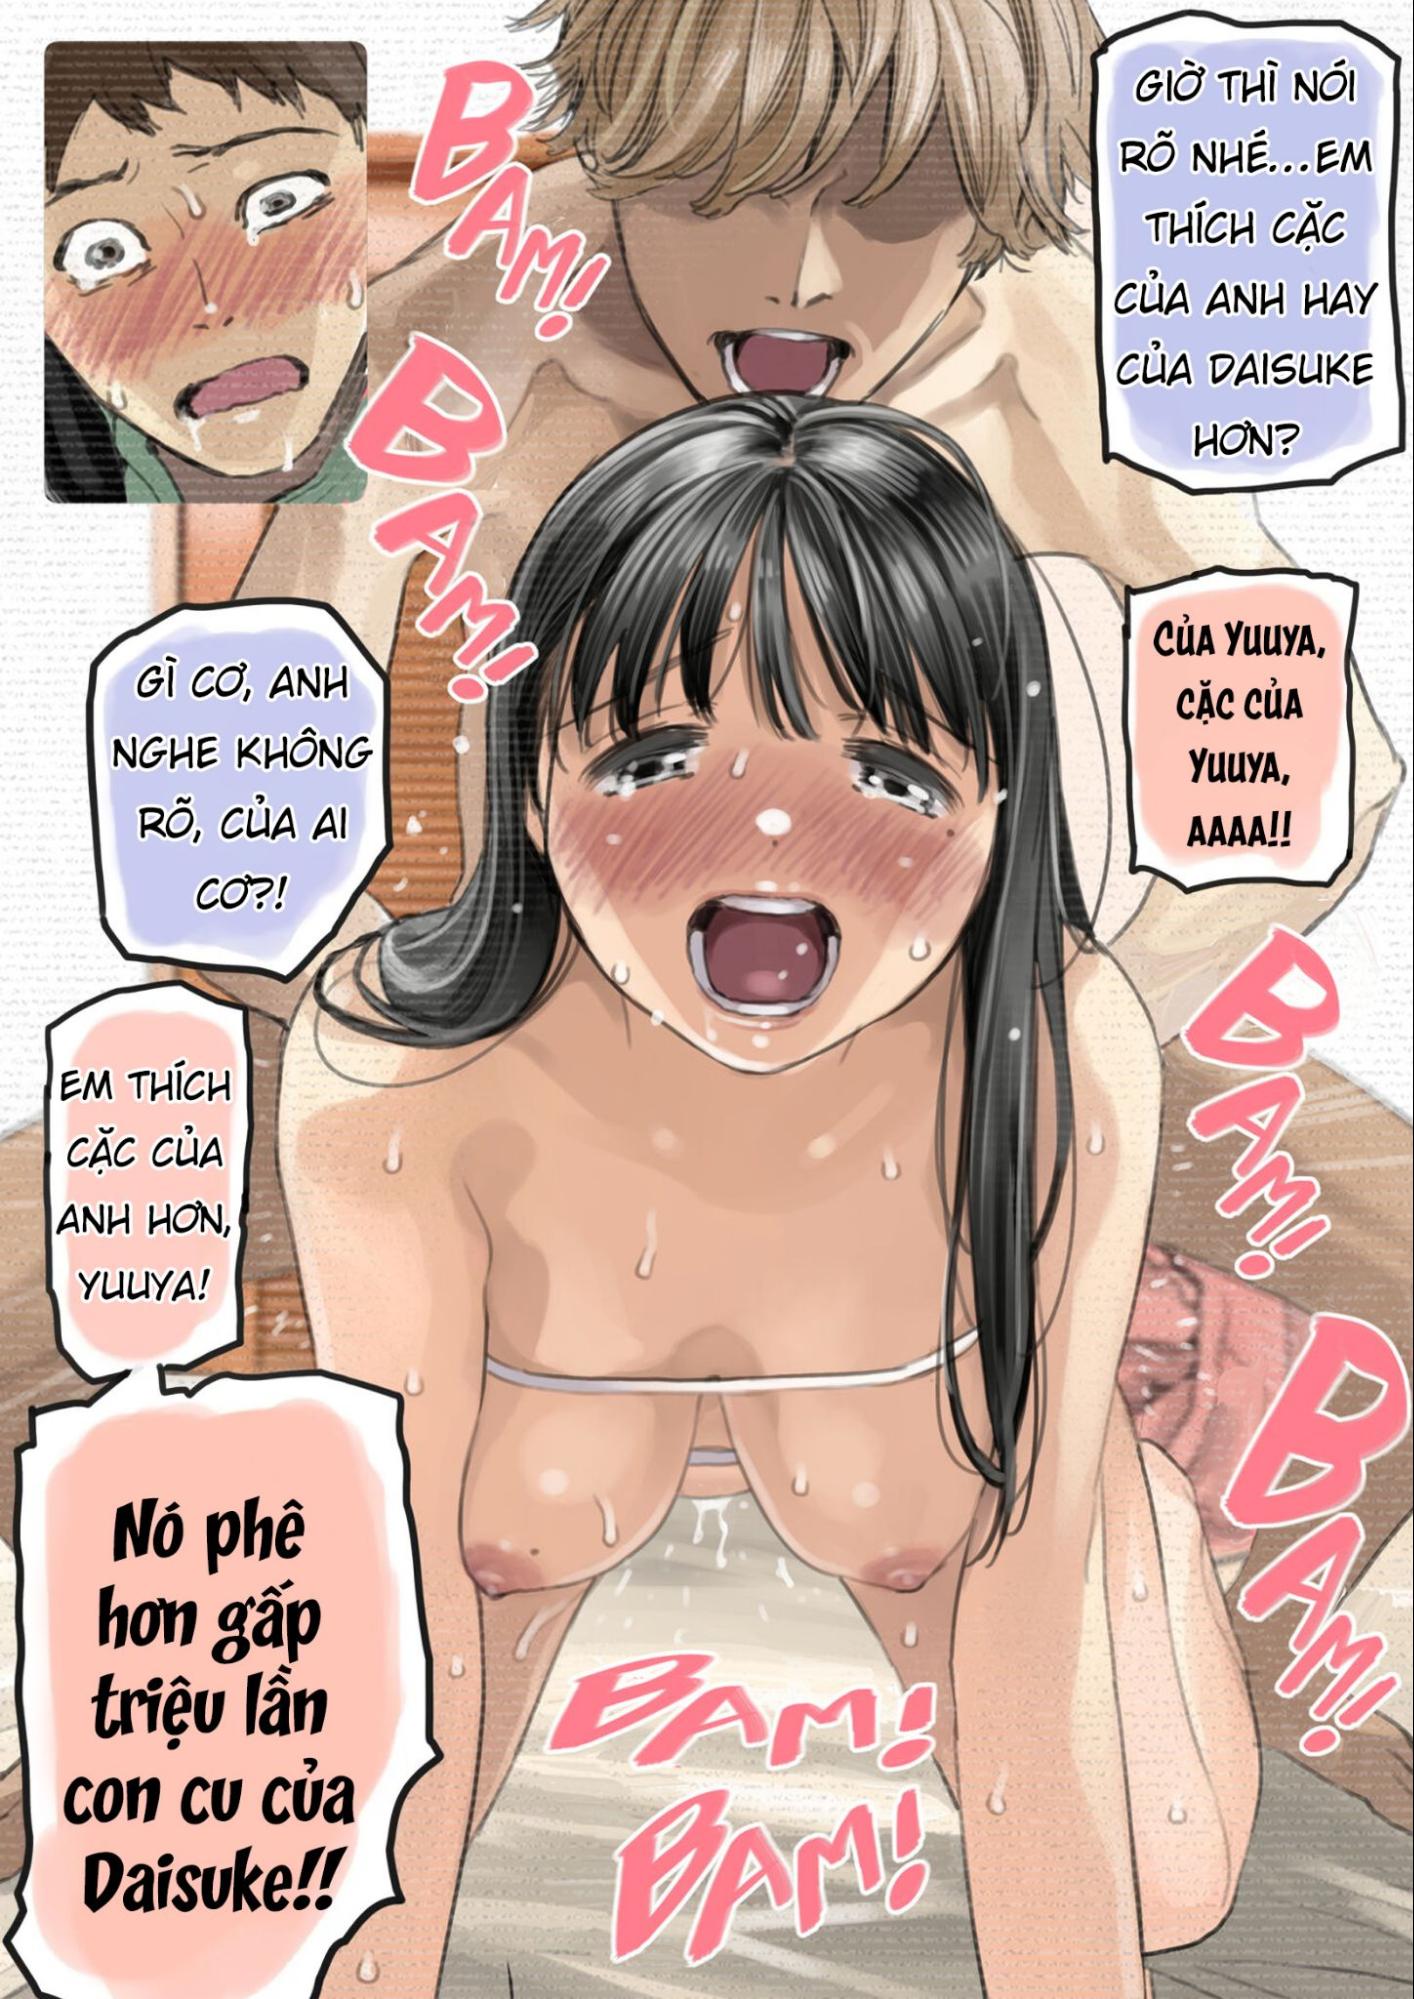 GIỜ THÌ NÓI
RÕ NHÉ...EM
THÍCH CẶC
CỦA ANH HAY
CỦA DAISUKE
HƠN?
BAM!
BAM!!
CỦA YUUYA,
CẶC CỦA
YUUYA,
AAAA!!
GÌ CƠ, ANH
NGHE KHÔNG
RÕ, CỦA AI
CƠ?!
EM THÍCH
CẶC CỦA
ANH HƠN,
YUUYA!
Nó phê
hơn gấp
triệu lần
con cu của
Daisuke!!
BAM!!
BAM!!
BAM!
BAM!